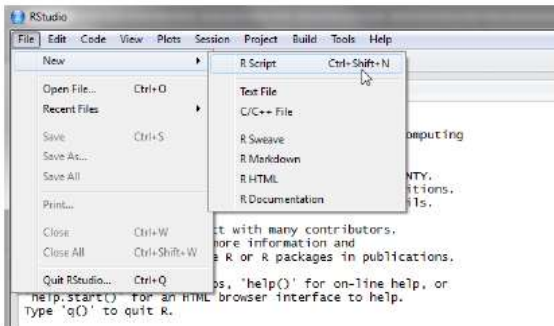 RStudio
File Edit Code View Plots Session Project Build Tools Help
New
R Script Ctrl+Shift+N
Open File... Ctrl+O
Text File
Recent Files
C/C++ File
Save Ctrl+S
R Sweave
omputing
Save As...
R Markdown
Save All
R HTML
NTY.
itions.
Print...
R Documentation
ils.
Close Ctrl+W
t with many contributors.
Close All Ctrl+Shift+W
ore information and
e R or R packages in publications.
Quit RStudio... Ctrl+Q
os, 'help()' for on-line help, or
'help.start()' for an HTML browser interface to help.
Type 'q()' to quit R.